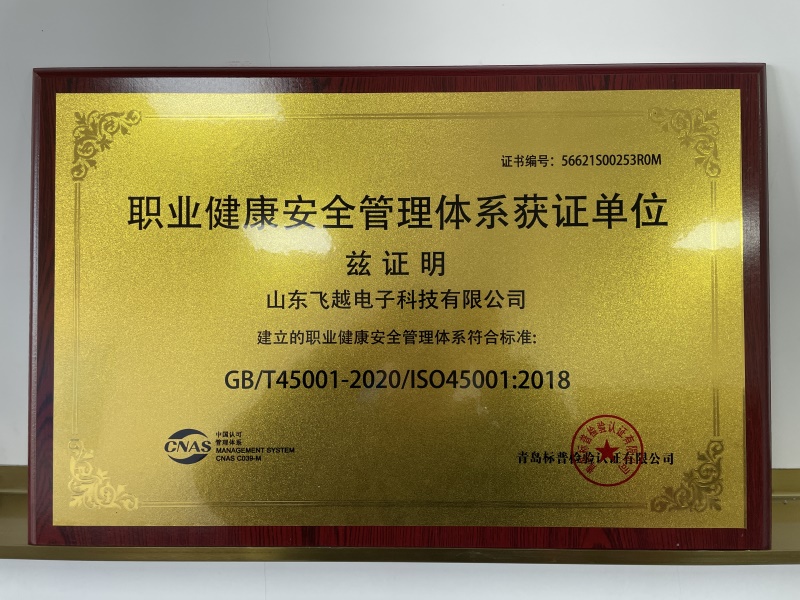 证书编号：56621S00253R0M
职业健康安全管理体系获证单位
兹证明
山东飞越电子科技有限公司
建立的职业健康安全管理体系符合标准:
GB/T45001-2020/ISO45001:2018
CNAS
中国认可
管理体系
MANAGEMENT SYSTEM
CNAS C039-M
青岛标普检验认证有限公司